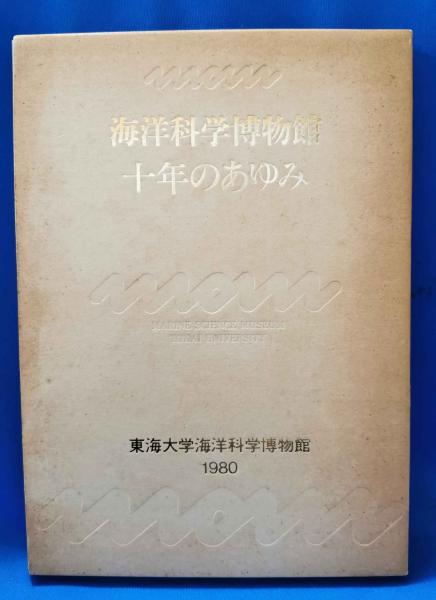 海洋科学博物館
十年のあゆみ
MARINE SCIENCE MUSEUM
TOKAI UNIVERSITY
東海大学海洋科学博物館
1980